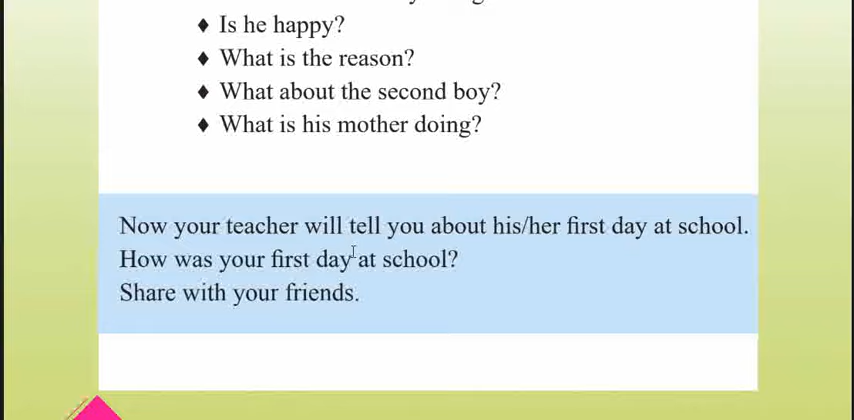 ♦ Is he happy?
♦ What is the reason?
♦ What about the second boy?
♦ What is his mother doing?
Now your teacher will tell you about his/her first day at school.
How was your first day at school?
Share with your friends.